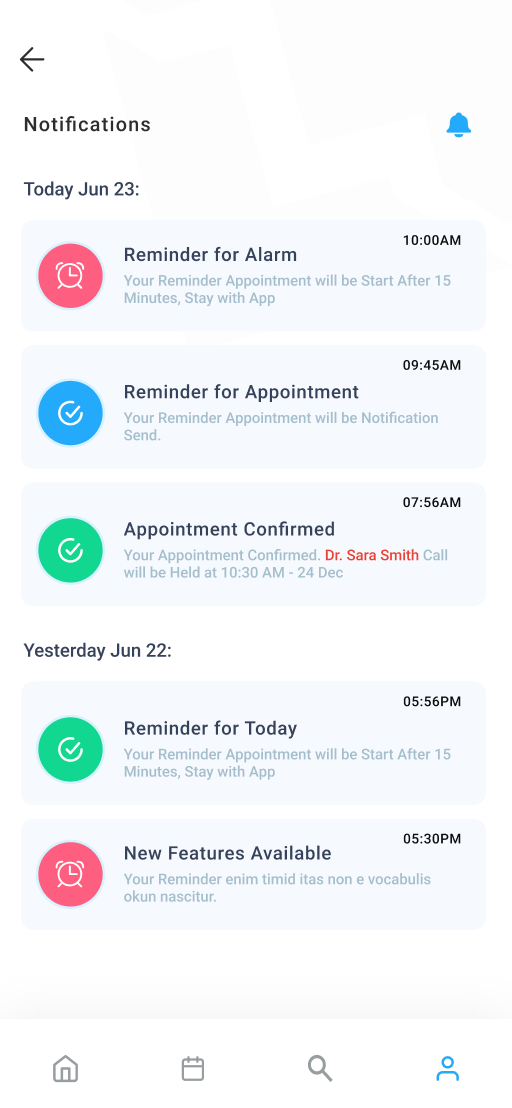 Notifications
Today Jun 23:
10:00AM
Reminder for Alarm
Your Reminder Appointment will be Start After 15
Minutes, Stay with App
09:45AM
Reminder for Appointment
Your Reminder Appointment will be Notification
Send.
07:56AM
Appointment Confirmed
Your Appointment Confirmed. Dr. Sara Smith Call
will be Held at 10:30 AM - 24 Dec
Yesterday Jun 22:
05:56PM
Reminder for Today
Your Reminder Appointment will be Start After 15
Minutes, Stay with App
05:30PM
New Features Available
Your Reminder enim timid itas non e vocabulis
okun nascitur.